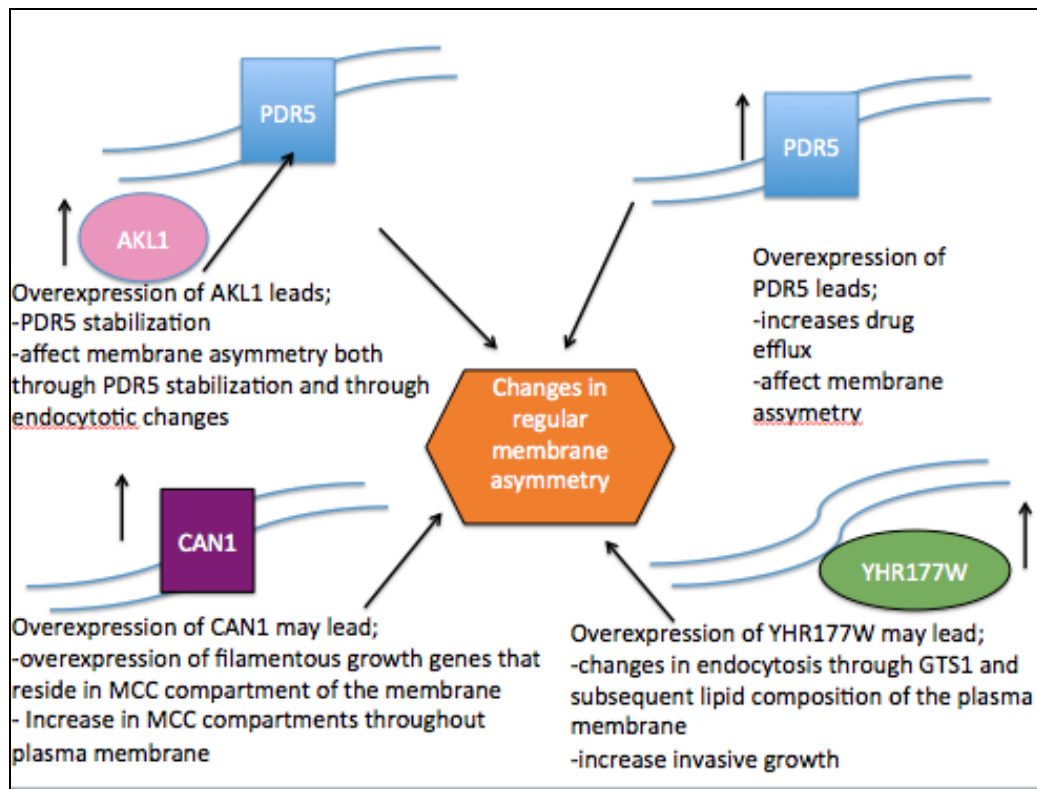 PDR5
AKL1
Overexpression of AKL1 leads;
-PDR5 stabilization
-affect membrane asymmetry both
through PDR5 stabilization and through
endocytotic changes
PDR5
Overexpression of
PDR5 leads;
-increases drug
efflux
-affect membrane
assymetry
Changes in
regular
membrane
asymmetry
CAN1
Overexpression of CAN1 may lead;
-overexpression of filamentous growth genes that
reside in MCC compartment of the membrane
- Increase in MCC compartments throughout
plasma membrane
YHR177W
Overexpression of YHR177W may lead;
-changes in endocytosis through GTS1 and
subsequent lipid composition of the plasma
membrane
-increase invasive growth